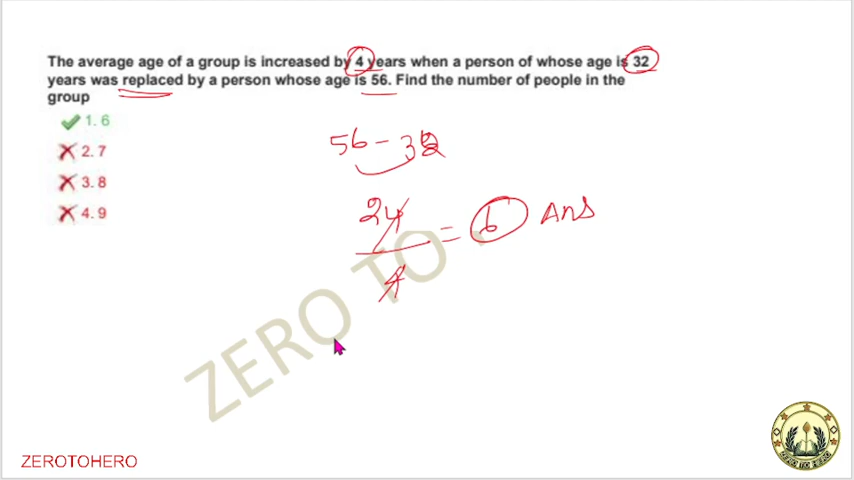 The average age of a group is increased by 4 years when a person of whose age is 32
years was replaced by a person whose age is 56. Find the number of people in the
group
1. 6
2. 7
3. 8
4. 9
56 - 32
24
4
= 6 Ans
ZERO TO
ZEROTOHERO